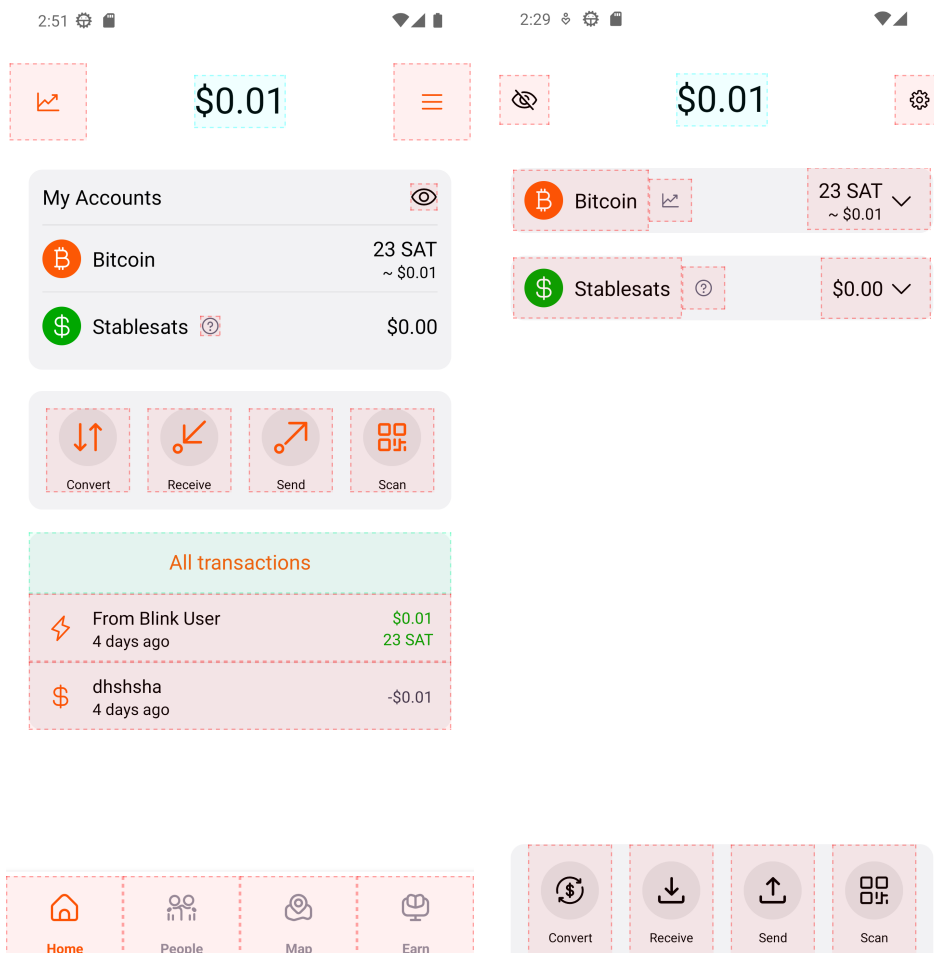 2:51
$0.01
My Accounts
Bitcoin
23 SAT
~ $0.01
Stablesats
$0.00
Convert
Receive
Send
Scan
All transactions
From Blink User
4 days ago
$0.01
23 SAT
dhshsha
4 days ago
-$0.01
Home
People
Map
Earn
2:29
$0.01
Bitcoin
23 SAT
~ $0.01
Stablesats
$0.00
Convert
Receive
Send
Scan